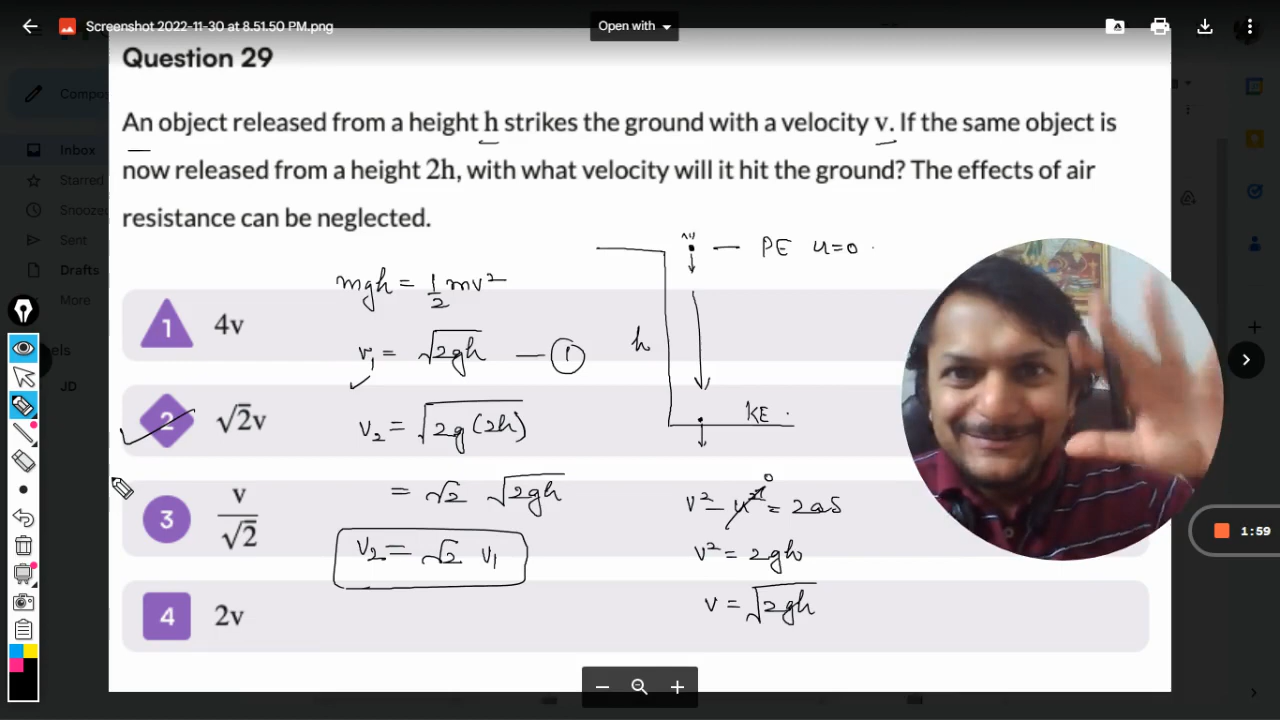 Screenshot 2022-11-30 at 8.51.50 PM.png
Open with
Question 29
An object released from a height h strikes the ground with a velocity v. If the same object is
now released from a height 2h, with what velocity will it hit the ground? The effects of air
resistance can be neglected.
1 4v
2 √2v
3 v/√2
4 2v
mgh = 1/2 mv²
v₁ = √2gh — ①
v₂ = √2g(2h)
= √2 √2gh
v₂ = √2 v₁
PE u=0
h
KE
v² - u² = 2as
0
v² = 2gh
v = √2gh
Compo
Inbox
Starred
Snooze
Sent
Drafts
More
els
JD
1:59